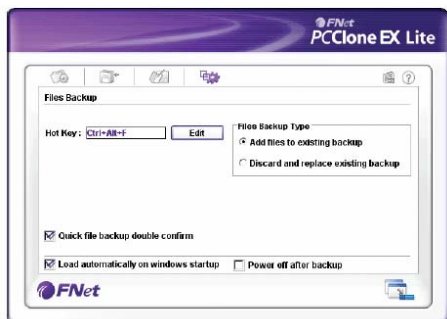 FNet
PCClone EX Lite
Files Backup
Hot Key : Ctrl+Alt+F Edit
Files Backup Type
Add files to existing backup
Discard and replace existing backup
Quick file backup double confirm
Load automatically on windows startup Power off after backup
FNet